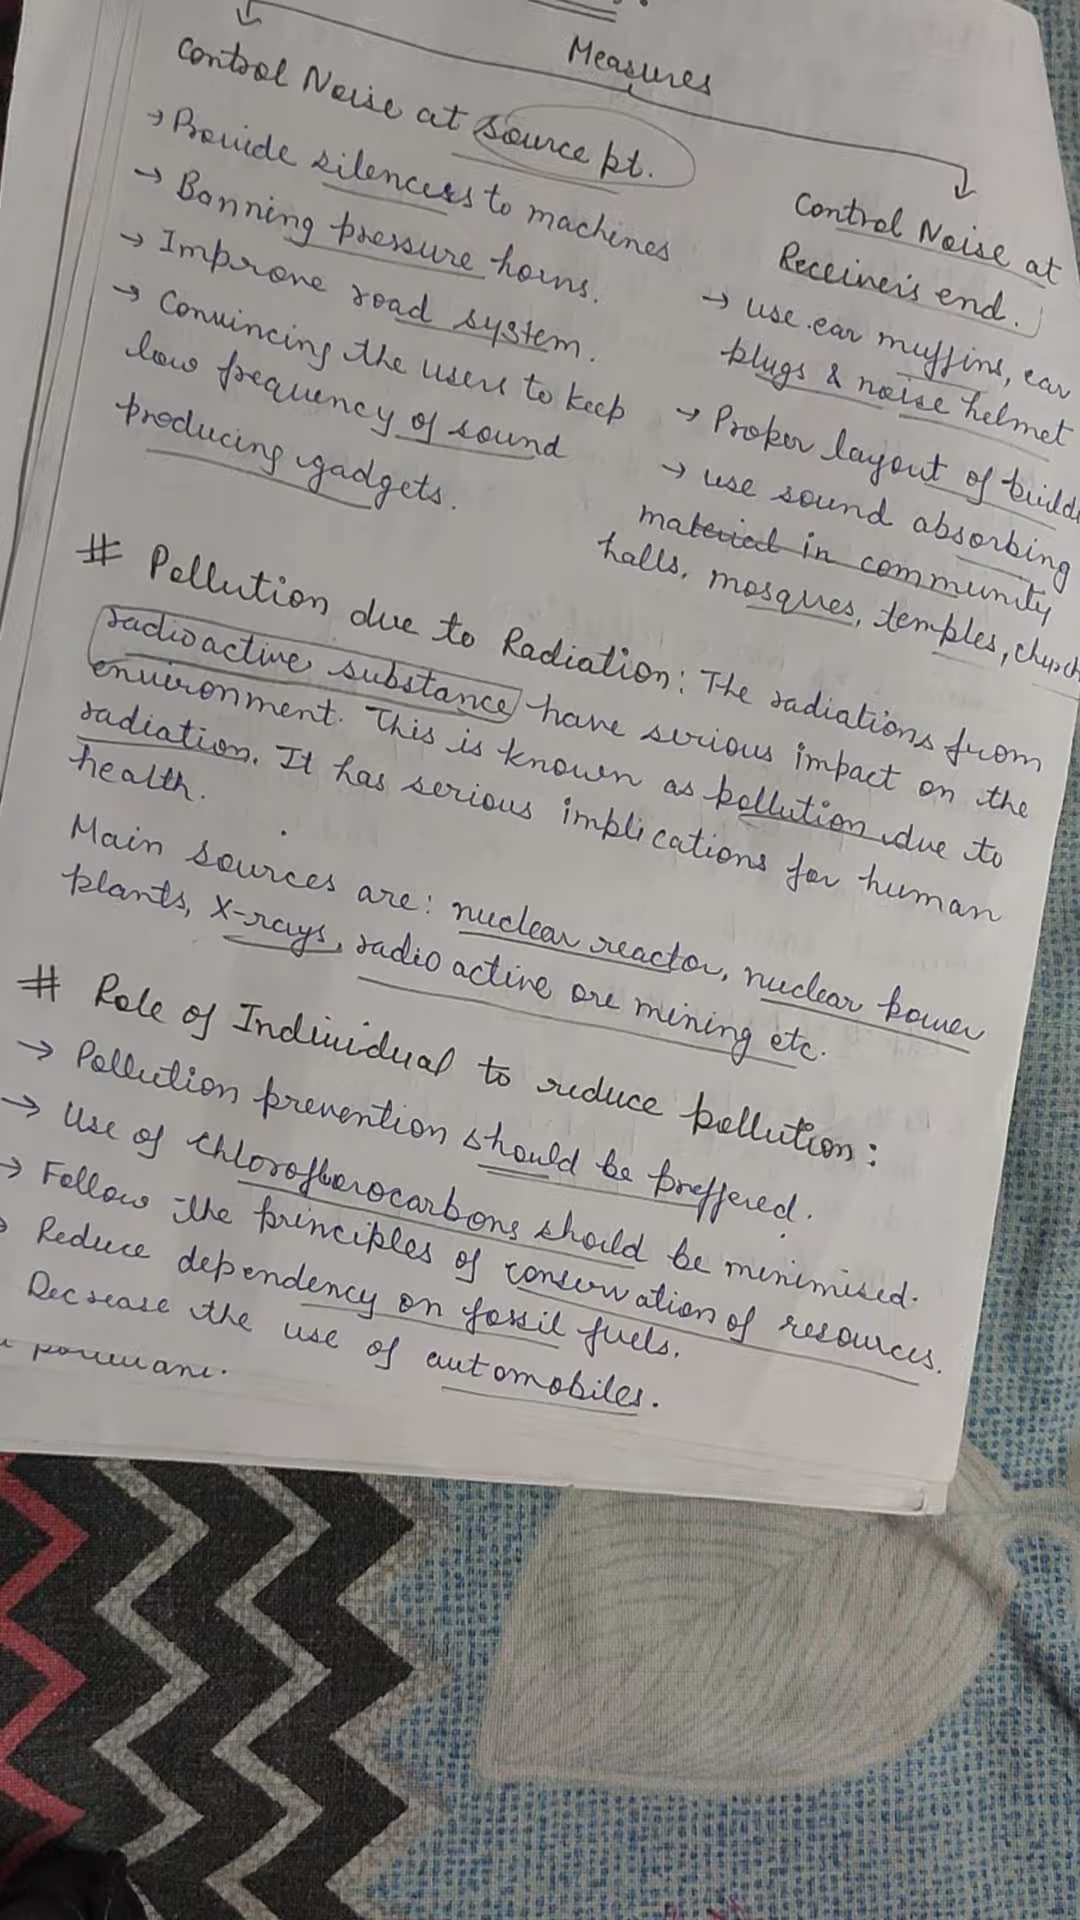 Measures
Control Noise at source pt.
→ Provide silencers to machines
→ Banning pressure horns.
→ Improve road system.
→ Convincing the users to keep
low frequency of sound
producing gadgets.
Control Noise at
Receiver's end.
→ use ear muffins, ear
plugs & noise helmet
→ Proper layout of build
→ use sound absorbing
material in community
halls, mosques, temples, church
# Pollution due to Radiation: The radiations from
radioactive substance have serious impact on the
environment. This is known as pollution due to
radiation. It has serious implications for human
health.
Main sources are: nuclear reactor, nuclear power
plants, X-rays, radio active ore mining etc.
# Role of Individual to reduce pollution:
→ Pollution prevention should be preffered.
→ Use of chlorofluorocarbons should be minimised.
→ Follow the principles of conservation of resources.
→ Reduce dependency on fossil fuels.
Decrease the use of automobiles.